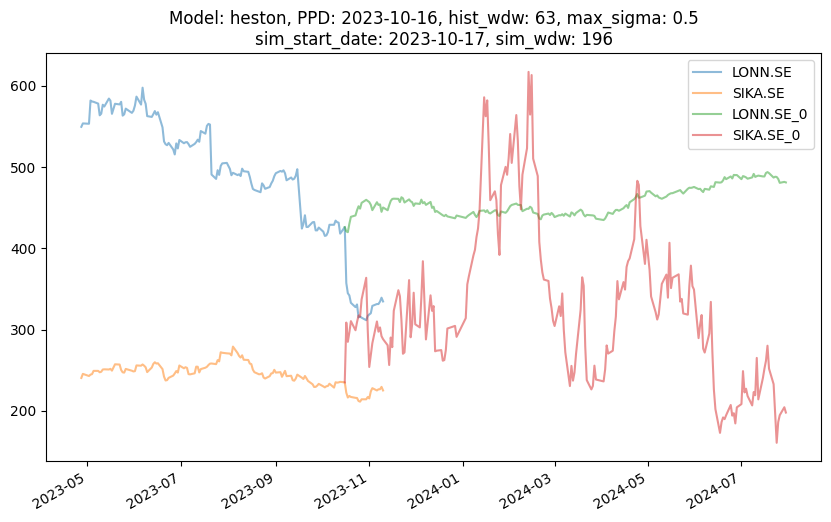 Model: heston, PPD: 2023-10-16, hist_wdw: 63, max_sigma: 0.5
sim_start_date: 2023-10-17, sim_wdw: 196
LONN.SE
SIKA.SE
LONN.SE_0
SIKA.SE_0
600
500
400
300
200
2023-05
2023-07
2023-09
2023-11
2024-01
2024-03
2024-05
2024-07